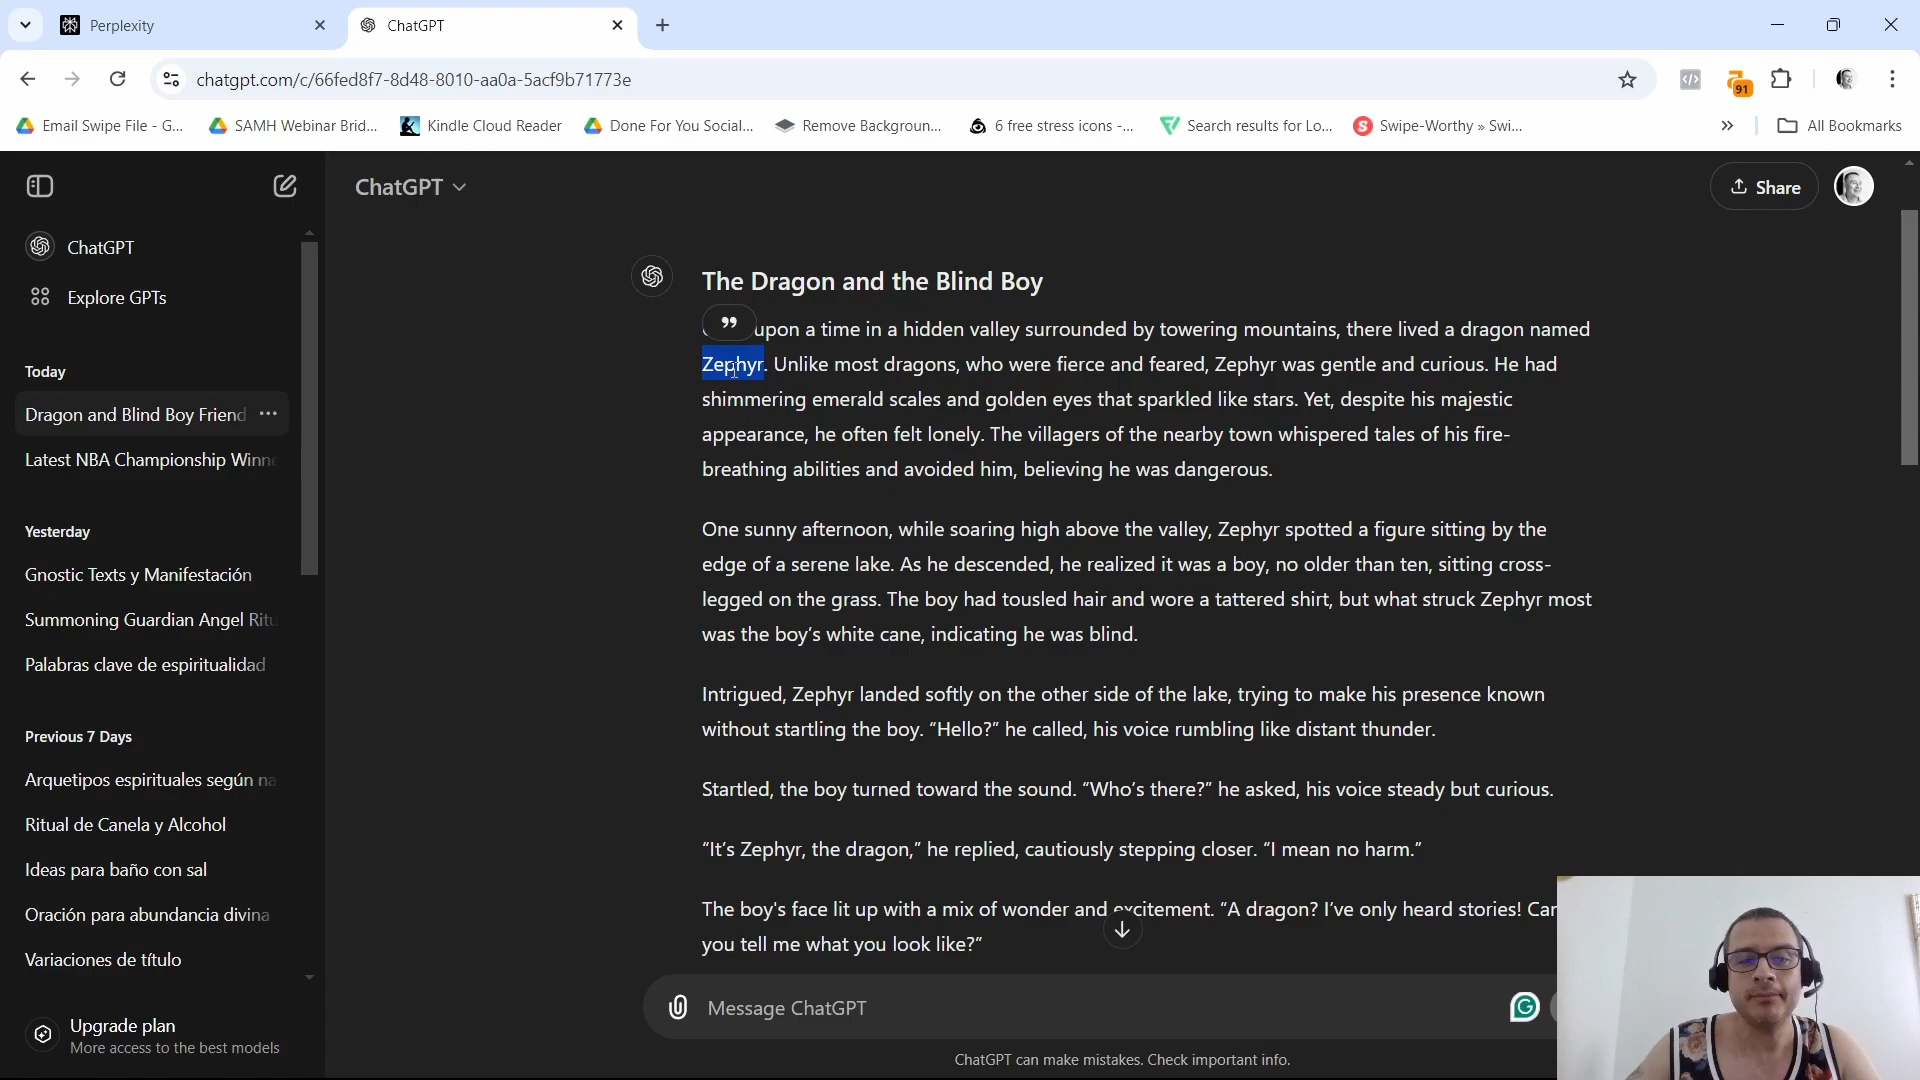 Perplexity
ChatGPT
chatgpt.com/c/66fed8f7-8d48-8010-aa0a-5acf9b71773e
91
Email Swipe File - G...
SAMH Webinar Brid...
Kindle Cloud Reader
Done For You Social...
Remove Backgroun...
6 free stress icons -...
Search results for Lo...
Swipe-Worthy » Swi...
All Bookmarks
ChatGPT
Share
ChatGPT
Explore GPTs
Today
Dragon and Blind Boy Friend
Latest NBA Championship Winne
Yesterday
Gnostic Texts y Manifestación
Summoning Guardian Angel Ritu
Palabras clave de espiritualidad
Previous 7 Days
Arquetipos espirituales según na
Ritual de Canela y Alcohol
Ideas para baño con sal
Oración para abundancia divina
Variaciones de título
Upgrade plan
More access to the best models
The Dragon and the Blind Boy
upon a time in a hidden valley surrounded by towering mountains, there lived a dragon named
Zephyr. Unlike most dragons, who were fierce and feared, Zephyr was gentle and curious. He had
shimmering emerald scales and golden eyes that sparkled like stars. Yet, despite his majestic
appearance, he often felt lonely. The villagers of the nearby town whispered tales of his fire-
breathing abilities and avoided him, believing he was dangerous.
One sunny afternoon, while soaring high above the valley, Zephyr spotted a figure sitting by the
edge of a serene lake. As he descended, he realized it was a boy, no older than ten, sitting cross-
legged on the grass. The boy had tousled hair and wore a tattered shirt, but what struck Zephyr most
was the boy’s white cane, indicating he was blind.
Intrigued, Zephyr landed softly on the other side of the lake, trying to make his presence known
without startling the boy. “Hello?” he called, his voice rumbling like distant thunder.
Startled, the boy turned toward the sound. “Who’s there?” he asked, his voice steady but curious.
“It’s Zephyr, the dragon,” he replied, cautiously stepping closer. “I mean no harm.”
The boy's face lit up with a mix of wonder and excitement. “A dragon? I’ve only heard stories! Can
you tell me what you look like?”
Message ChatGPT
ChatGPT can make mistakes. Check important info.